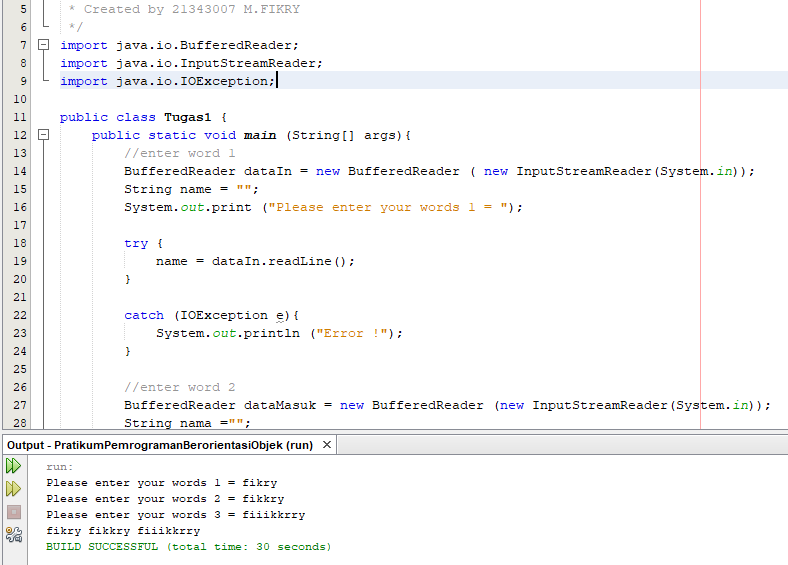 5 * Created by 21343007 M.FIKRY
6 */
7 import java.io.BufferedReader;
8 import java.io.InputStreamReader;
9 import java.io.IOException;
10
11 public class Tugas1 {
12 public static void main (String[] args){
13 //enter word 1
14 BufferedReader dataIn = new BufferedReader ( new InputStreamReader(System.in));
15 String name = "";
16 System.out.print ("Please enter your words 1 = ");
17
18 try {
19 name = dataIn.readLine();
20 }
21
22 catch (IOException e){
23 System.out.println ("Error !");
24 }
25
26 //enter word 2
27 BufferedReader dataMasuk = new BufferedReader (new InputStreamReader(System.in));
28 String nama ="";
Output - PratikumPemrogramanBerorientasiObjek (run) ×
run:
Please enter your words 1 = fikry
Please enter your words 2 = fikkry
Please enter your words 3 = fiiikkrry
fikry fikkry fiiikkrry
BUILD SUCCESSFUL (total time: 30 seconds)